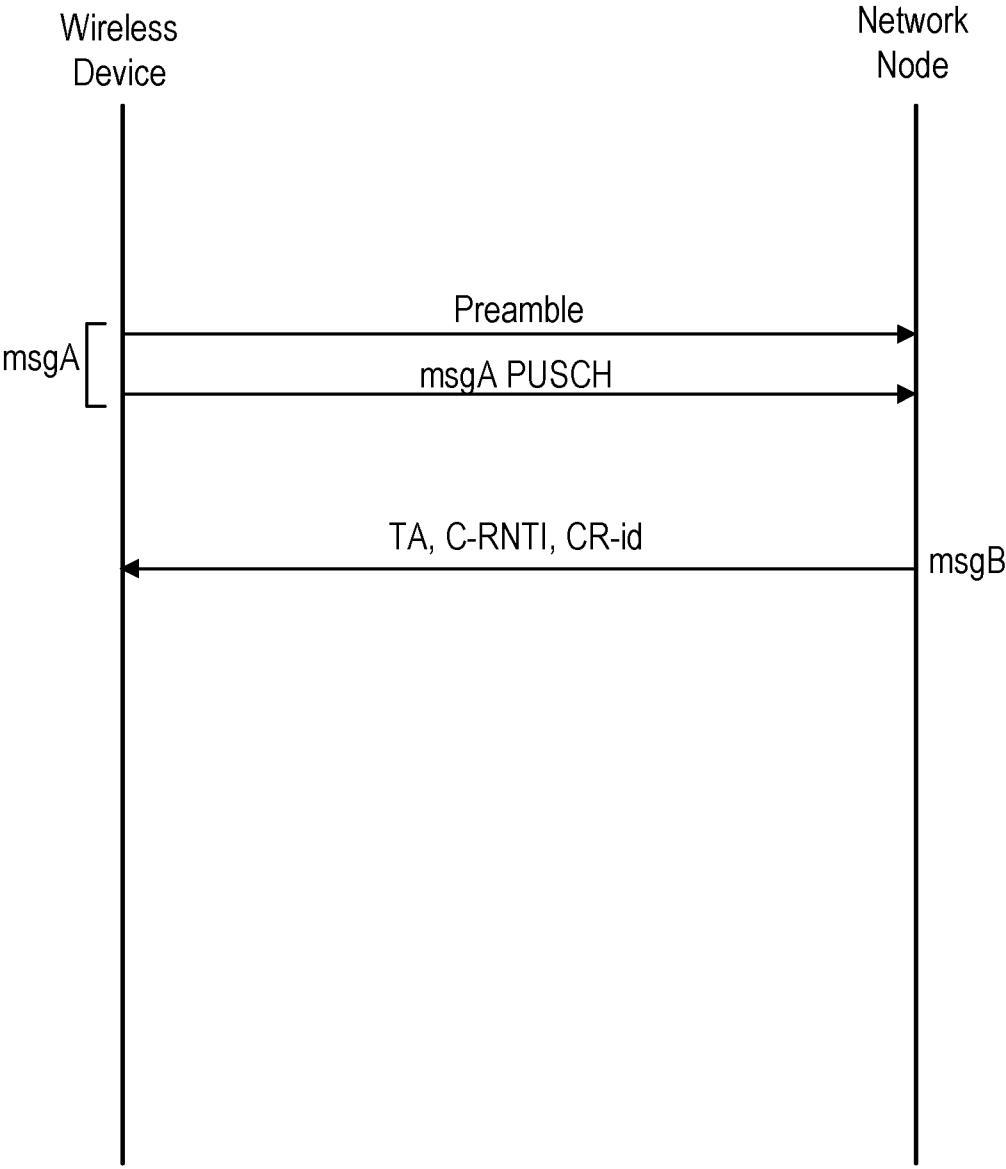 Wireless
Device
Network
Node
Preamble
msgA
msgA PUSCH
TA, C-RNTI, CR-id
msgB